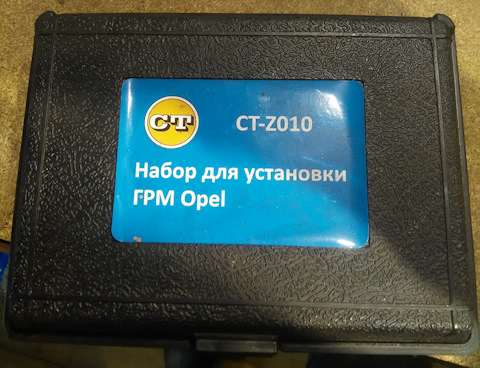 CT
CT-Z010
Набор для установки
ГРМ Opel